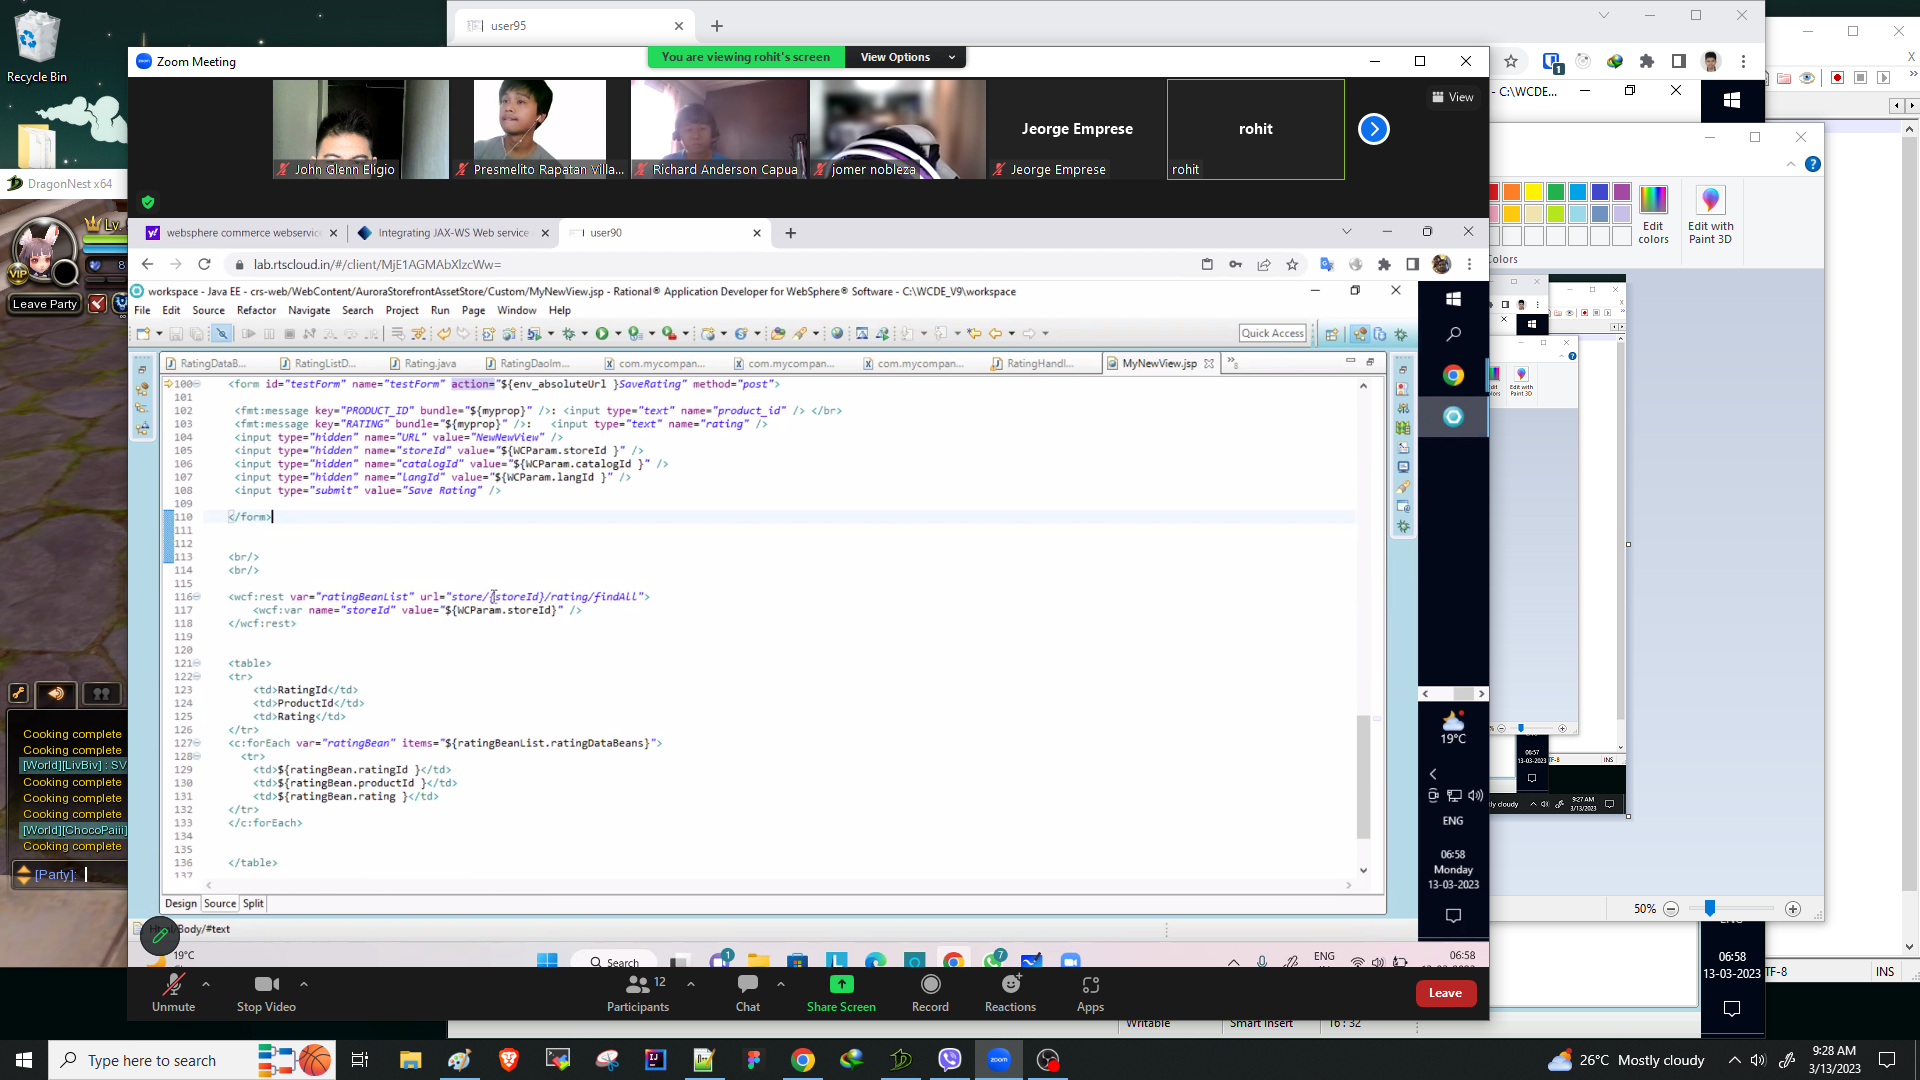 Recycle Bin
DragonNest x64
Lv.
VIP
8
Leave Party
Cooking complete
Cooking complete
[World][LivBiv] : SV
Cooking complete
Cooking complete
Cooking complete
[World][ChocoPaiii]
Cooking complete
[Party]:
user95
Zoom Meeting
You are viewing rohit's screen
View Options
View
John Glenn Eligio
Presmelito Rapatan Villa...
Richard Anderson Capua
jomer nobleza
Jeorge Emprese
Jeorge Emprese
rohit
rohit
websphere commerce webservic
Integrating JAX-WS Web service
user90
lab.rtscloud.in/#/client/MjE1AGMAbXlzcWw=
workspace - Java EE - crs-web/WebContent/AuroraStorefrontAssetStore/Custom/MyNewView.jsp - Rational® Application Developer for WebSphere® Software - C:\WCDE_V9\workspace
File Edit Source Refactor Navigate Search Project Run Page Window Help
Quick Access
RatingDataB...
RatingListD...
Rating.java
RatingDaoIm...
com.mycompan...
com.mycompan...
com.mycompan...
RatingHandl...
MyNewView.jsp
100 <form id="testForm" name="testForm" action="${env_absoluteUrl }SaveRating" method="post">
101
102 <fmt:message key="PRODUCT_ID" bundle="${myprop}" />: <input type="text" name="product_id" /> </br>
103 <fmt:message key="RATING" bundle="${myprop}" />: <input type="text" name="rating" />
104 <input type="hidden" name="URL" value="NewNewView" />
105 <input type="hidden" name="storeId" value="${WCParam.storeId }" />
106 <input type="hidden" name="catalogId" value="${WCParam.catalogId }" />
107 <input type="hidden" name="langId" value="${WCParam.langId }" />
108 <input type="submit" value="Save Rating" />
109
110 </form>
111
112
113 <br/>
114 <br/>
115
116 <wcf:rest var="ratingBeanList" url="store/{storeId}/rating/findAll">
117 <wcf:var name="storeId" value="${WCParam.storeId}" />
118 </wcf:rest>
119
120
121 <table>
122 <tr>
123 <td>RatingId</td>
124 <td>ProductId</td>
125 <td>Rating</td>
126 </tr>
127 <c:forEach var="ratingBean" items="${ratingBeanList.ratingDataBeans}">
128 <tr>
129 <td>${ratingBean.ratingId }</td>
130 <td>${ratingBean.productId }</td>
131 <td>${ratingBean.rating }</td>
132 </tr>
133 </c:forEach>
134
135
136 </table>
137
Design Source Split
/Body/#text
19°C
ENG
06:58
Monday
13-03-2023
19°C
Search
ENG
06:58
Unmute
Stop Video
Participants
12
Chat
Share Screen
Record
Reactions
Apps
Leave
- C:\WCDE...
Edit
colors
Edit with
Paint 3D
50%
06:58
13-03-2023
INS
Writable
Smart Insert
16 : 32
Type here to search
26°C Mostly cloudy
9:28 AM
3/13/2023